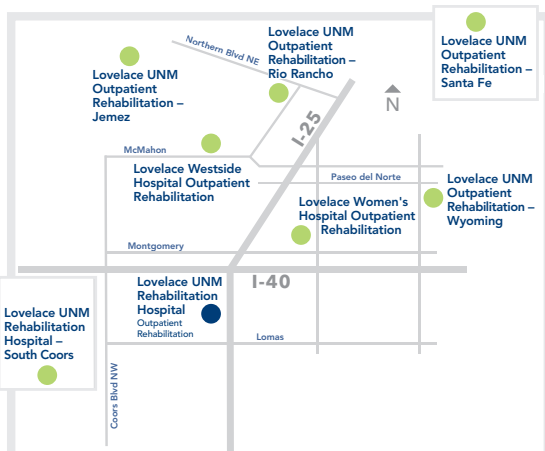 Northern Blvd NE
Lovelace UNM
Outpatient
Rehabilitation –
Rio Rancho
Lovelace UNM
Outpatient
Rehabilitation –
Santa Fe
Lovelace UNM
Outpatient
Rehabilitation –
Jemez
N
I-25
McMahon
Lovelace Westside
Hospital Outpatient
Rehabilitation
Paseo del Norte
Lovelace UNM
Outpatient
Rehabilitation –
Wyoming
Lovelace Women's
Hospital Outpatient
Rehabilitation
Montgomery
I-40
Lovelace UNM
Rehabilitation
Hospital
Outpatient
Rehabilitation
Lovelace UNM
Rehabilitation
Hospital –
South Coors
Lomas
Coors Blvd NW